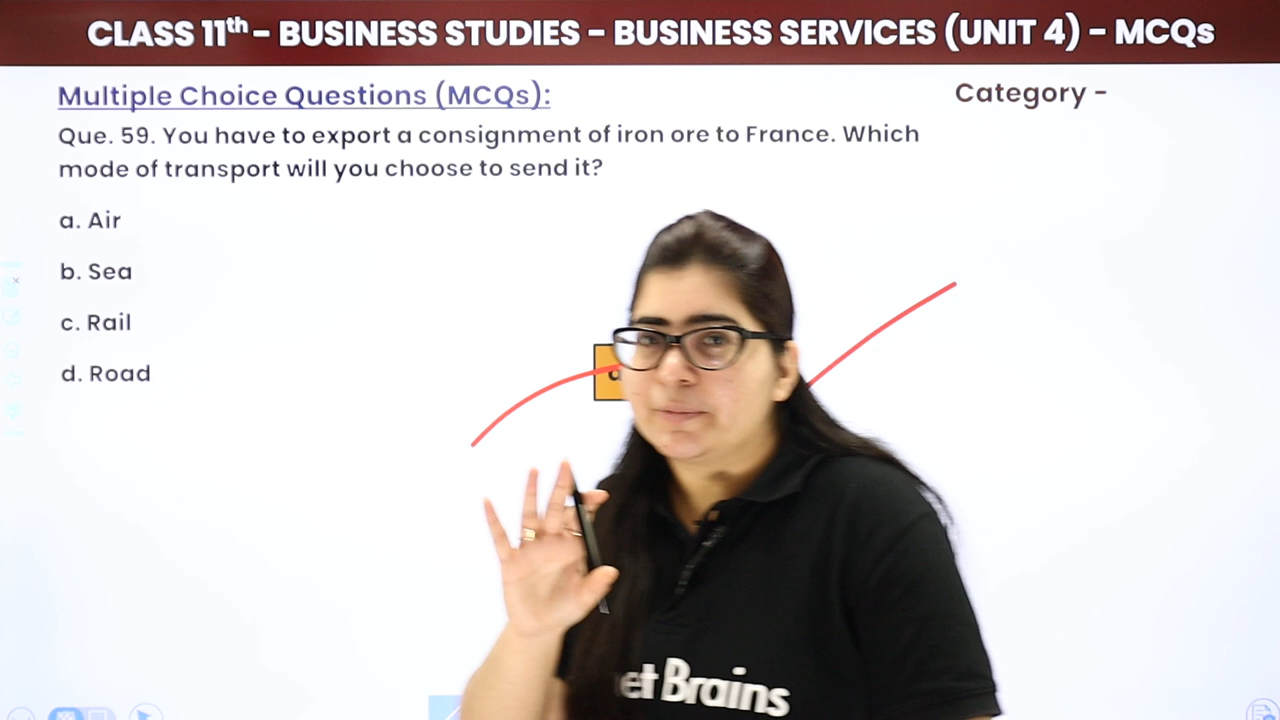 CLASS 11th – BUSINESS STUDIES – BUSINESS SERVICES (UNIT 4) – MCQs
Multiple Choice Questions (MCQs):
Category -
Que. 59. You have to export a consignment of iron ore to France. Which
mode of transport will you choose to send it?
a. Air
b. Sea
c. Rail
d. Road
et Brains